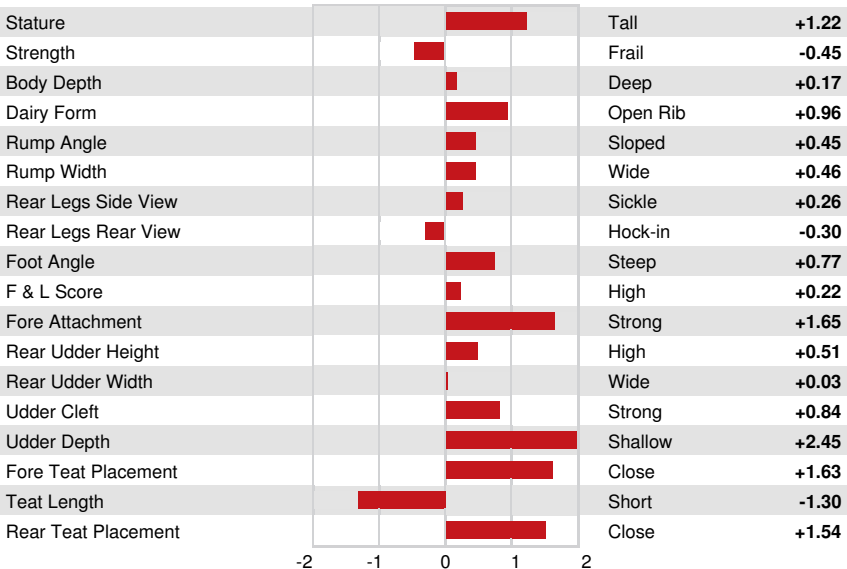 Stature Tall +1.22
Strength Frail -0.45
Body Depth Deep +0.17
Dairy Form Open Rib +0.96
Rump Angle Sloped +0.45
Rump Width Wide +0.46
Rear Legs Side View Sickle +0.26
Rear Legs Rear View Hock-in -0.30
Foot Angle Steep +0.77
F & L Score High +0.22
Fore Attachment Strong +1.65
Rear Udder Height High +0.51
Rear Udder Width Wide +0.03
Udder Cleft Strong +0.84
Udder Depth Shallow +2.45
Fore Teat Placement Close +1.63
Teat Length Short -1.30
Rear Teat Placement Close +1.54
-2 -1 0 1 2